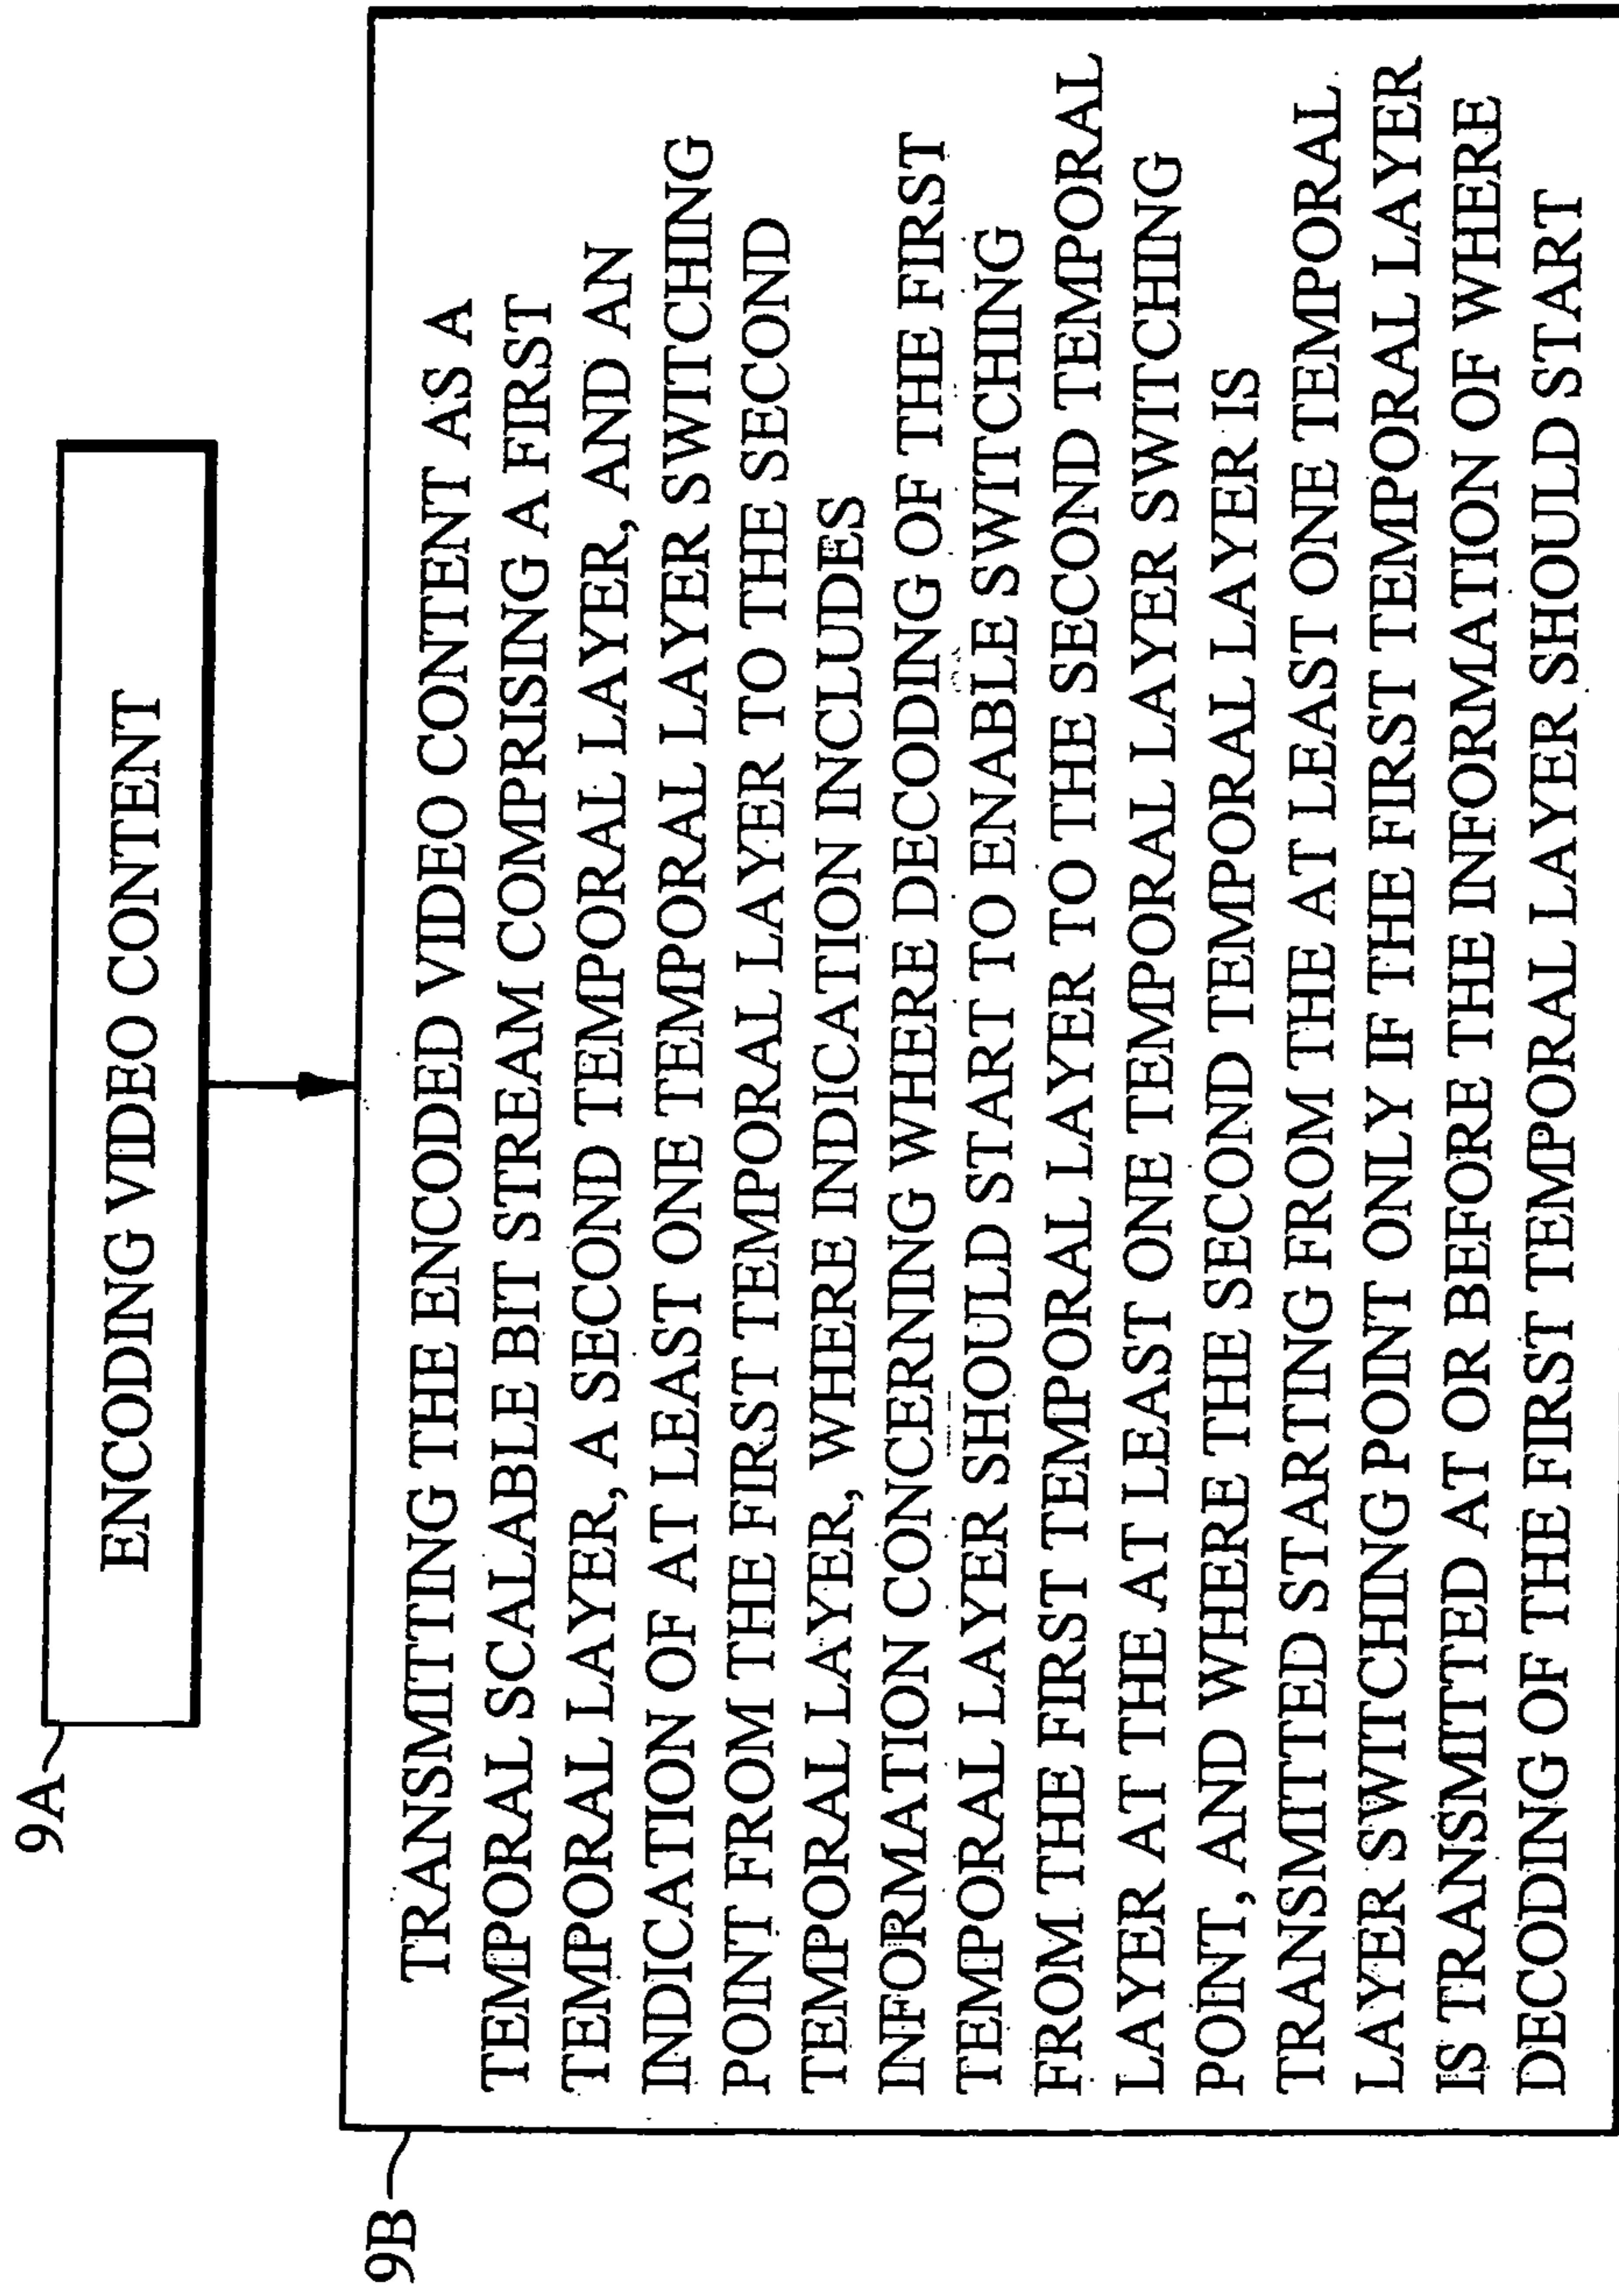 9A
ENCODING VIDEO CONTENT
9B
TRANSMITTING THE ENCODED VIDEO CONTENT AS A
TEMPORAL SCALABLE BIT STREAM COMPRISING A FIRST
TEMPORAL LAYER, A SECOND TEMPORAL LAYER, AND AN
INDICATION OF AT LEAST ONE TEMPORAL LAYER SWITCHING
POINT FROM THE FIRST TEMPORAL LAYER TO THE SECOND
TEMPORAL LAYER, WHERE INDICATION INCLUDES
INFORMATION CONCERNING WHERE DECODING OF THE FIRST
TEMPORAL LAYER SHOULD START TO ENABLE SWITCHING
FROM THE FIRST TEMPORAL LAYER TO THE SECOND TEMPORAL
LAYER AT THE AT LEAST ONE TEMPORAL LAYER SWITCHING
POINT, AND WHERE THE SECOND TEMPORAL LAYER IS
TRANSMITTED STARTING FROM THE AT LEAST ONE TEMPORAL
LAYER SWITCHING POINT ONLY IF THE FIRST TEMPORAL LAYER
IS TRANSMITTED AT OR BEFORE THE INFORMATION OF WHERE
DECODING OF THE FIRST TEMPORAL LAYER SHOULD START